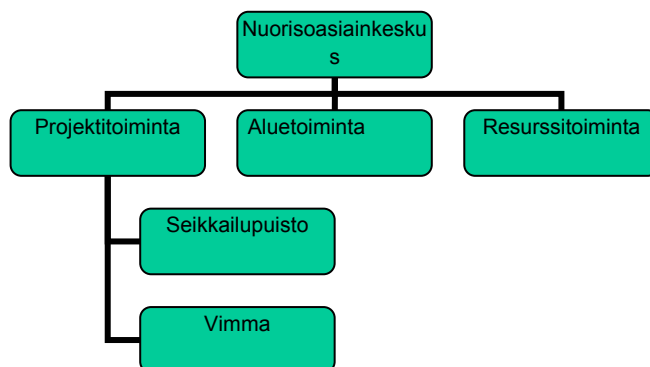 Nuorisoasiainkesku
s
Projektitoiminta
Aluetoiminta
Resurssitoiminta
Seikkailupuisto
Vimma